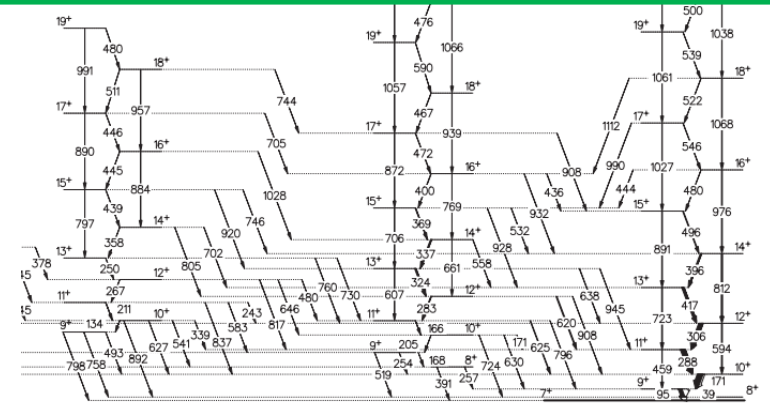 500
476
19+ 19+ 1038
19+ 480 1066 539
18+ 590 1061 18+
991 511 1057 18+ 522
957 744 467 1112 1068
17+ 17+ 939 17+
446 705 546
890 16+ 472 990 1027 16+
445 872 16+ 908 444
15+ 884 1028 400 436 480
439 15+ 769 932 15+ 976
797 14+ 920 746 369 532 496
358 706 14+ 928 891 14+
13+ 702 337 558 396
378 250 805 13+ 661 13+ 812
45 12+ 760 730 324 12+ 638 945 417
267 480 607
11+ 243 646 283 620 723 12+
45 211 10+ 583 817 11+ 908 306
9+ 134 339 166 10+ 171 625 11+ 594
493 627 541 837 9+ 205 8+ 796 288 10+
798 758 892 254 168 724 630 459 171
519 257 9+ 8+
391 7+ 95 39